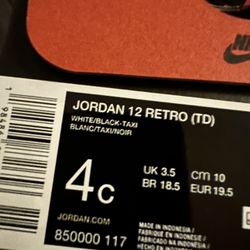 JORDAN 12 RETRO (TD)
WHITE/BLACK-TAXI
BLANC/TAXI/NOIR
4C
UK 3.5
cm 10
BR 18.5
EUR 19.5
JORDAN.COM
850000 117
MADE IN INDONESIA
FABRIQUÉ EN INDONÉSIE
HECHO EN INDONESIA